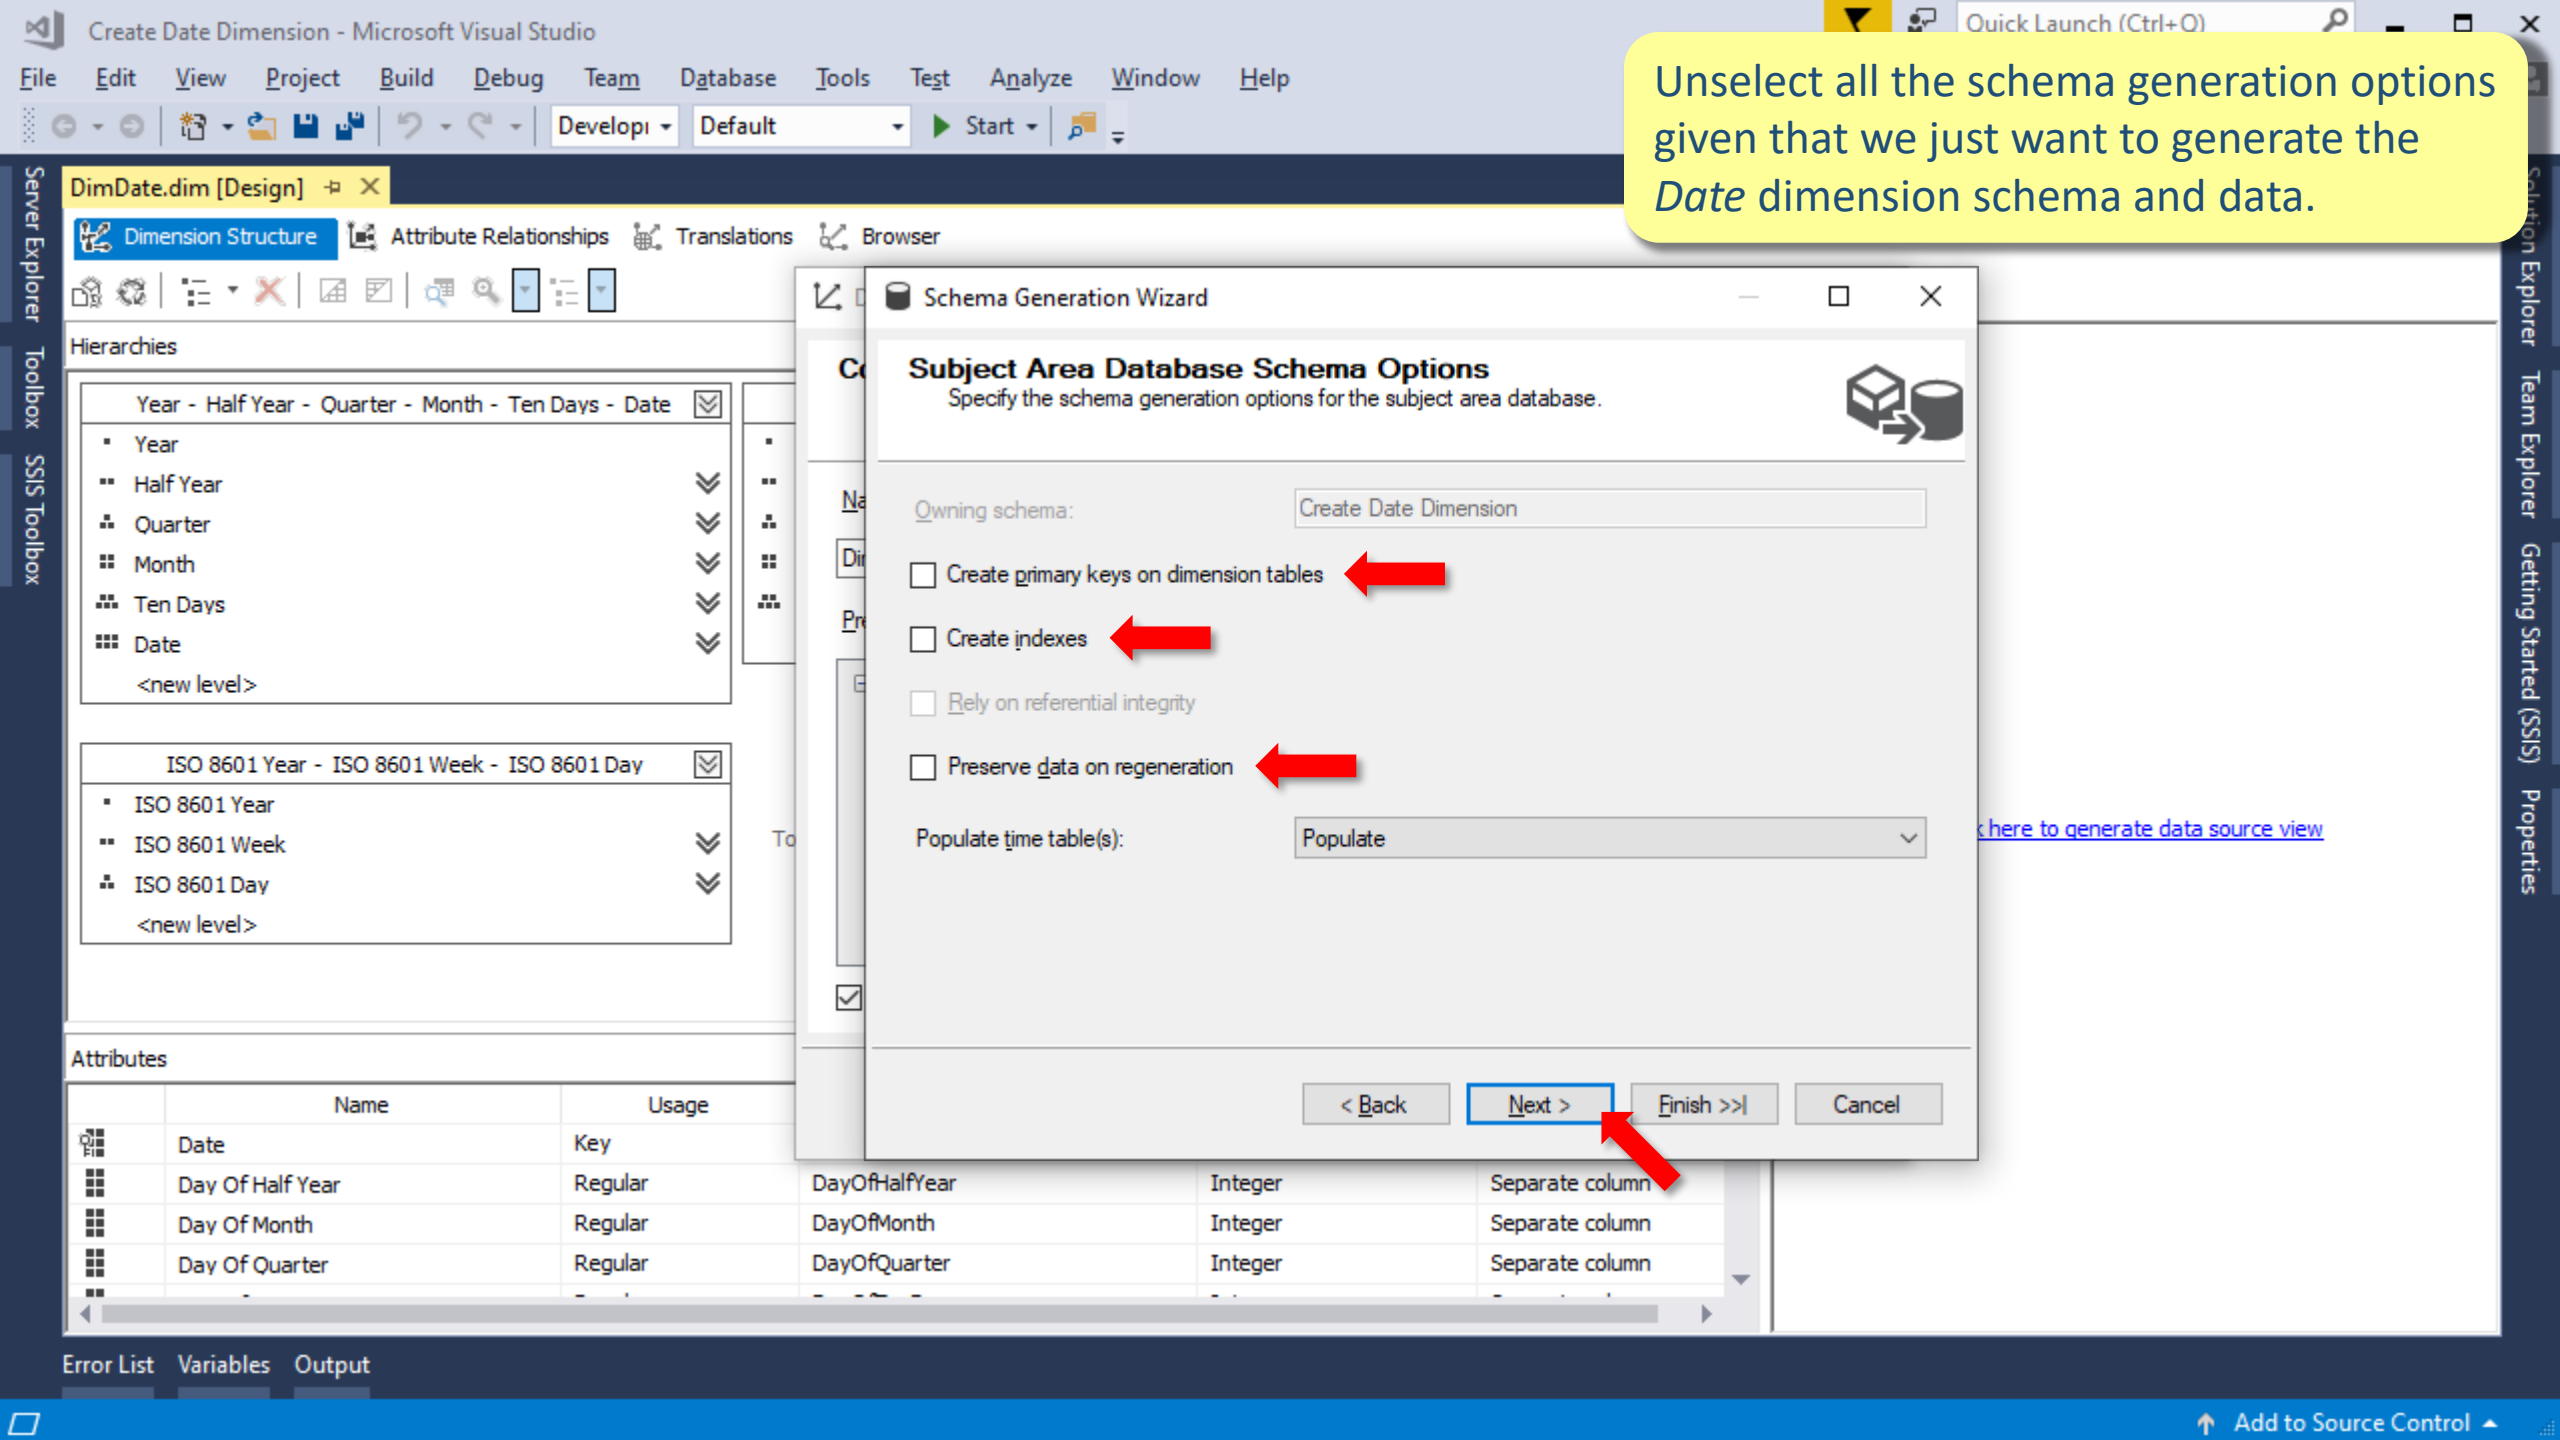 Create Date Dimension - Microsoft Visual Studio
Quick Launch (Ctrl+Q)
File Edit View Project Build Debug Team Database Tools Test Analyze Window Help
Unselect all the schema generation options
given that we just want to generate the
Date dimension schema and data.
Default
Start
Server Explorer
Toolbox
SSIS Toolbox
DimDate.dim [Design]
Dimension Structure Attribute Relationships Translations Browser
Hierarchies
Year - Half Year - Quarter - Month - Ten Days - Date
Year
Half Year
Quarter
Month
Ten Days
Date
<new level>
ISO 8601 Year - ISO 8601 Week - ISO 8601 Day
ISO 8601 Year
ISO 8601 Week
ISO 8601 Day
<new level>
Schema Generation Wizard
Subject Area Database Schema Options
Specify the schema generation options for the subject area database.
Owning schema: Create Date Dimension
Create primary keys on dimension tables
Create indexes
Rely on referential integrity
Preserve data on regeneration
Populate time table(s): Populate
< Back Next > Finish >>| Cancel
here to generate data source view
Solution Explorer
Team Explorer
Getting Started (SSIS)
Properties
Attributes
Name Usage
Date Key
Day Of Half Year Regular DayOfHalfYear Integer Separate column
Day Of Month Regular DayOfMonth Integer Separate column
Day Of Quarter Regular DayOfQuarter Integer Separate column
Error List Variables Output
Add to Source Control